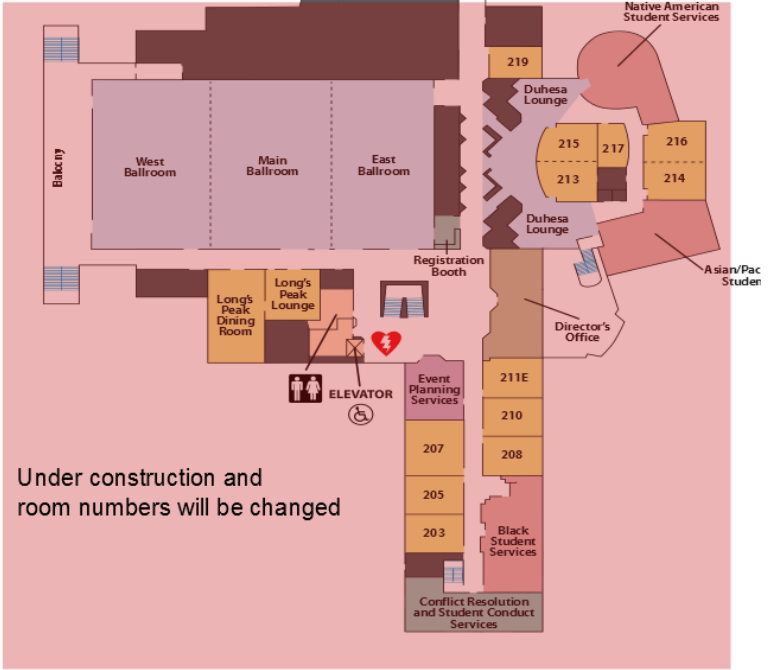 Native American
Student Services
219
Duhesa
Lounge
215
217
216
213
214
West
Ballroom
Main
Ballroom
East
Ballroom
Balcony
Duhesa
Lounge
Registration
Booth
Asian/Pac
Studen
Long's
Peak
Dining
Room
Long's
Peak
Lounge
Director's
Office
ELEVATOR
Event
Planning
Services
211E
210
207
208
205
203
Black
Student
Services
Conflict Resolution
and Student Conduct
Services
Under construction and
room numbers will be changed